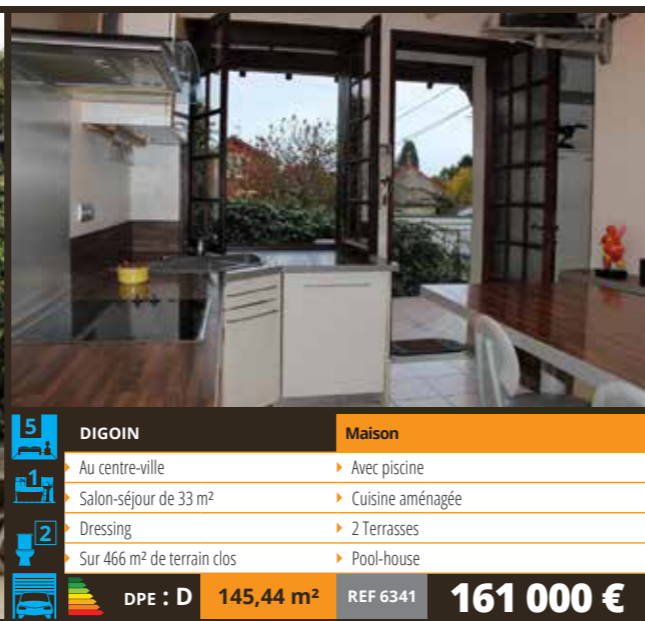 5
DIGOIN
Maison
Au centre-ville
Avec piscine
1
Salon-séjour de 33 m²
Cuisine aménagée
2
Dressing
2 Terrasses
Sur 466 m² de terrain clos
Pool-house
DPE : D
145,44 m²
REF 6341
161 000 €